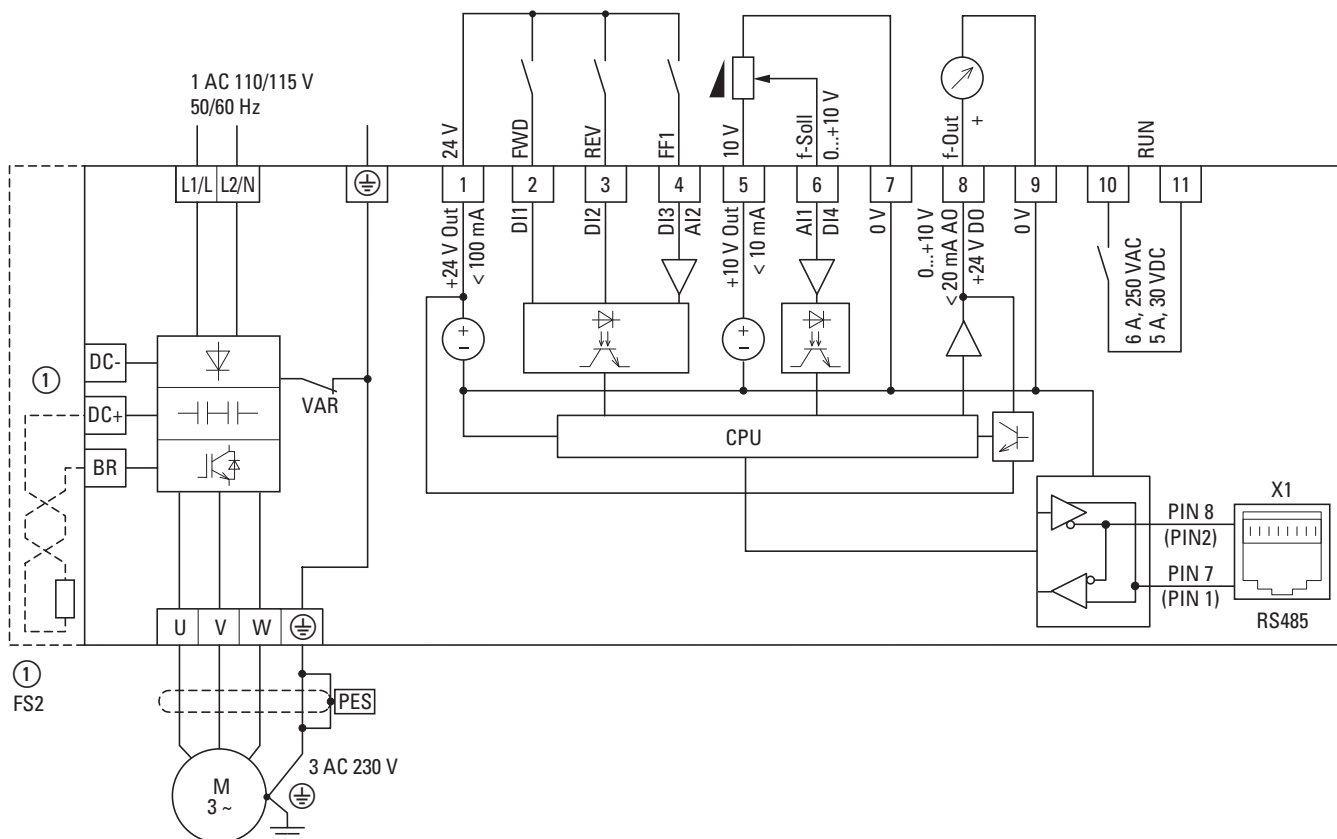 1 AC 110/115 V
50/60 Hz
L1/L
L2/N
24 V
FWD
REV
FF1
10 V
f-Soll
0...+10 V
f-Out
+
RUN
1
2
3
4
5
6
7
8
9
10
11
+24 V Out
< 100 mA
DI1
DI2
DI3
AI2
+10 V Out
< 10 mA
AI1
DI4
0 V
0...+10 V
< 20 mA AO
+24 V DO
0 V
6 A, 250 VAC
5 A, 30 VDC
+
-
+
-
1
DC-
DC+
BR
VAR
CPU
X1
PIN 8
(PIN2)
PIN 7
(PIN 1)
RS485
U
V
W
1
FS2
PES
3 AC 230 V
M
3 ~